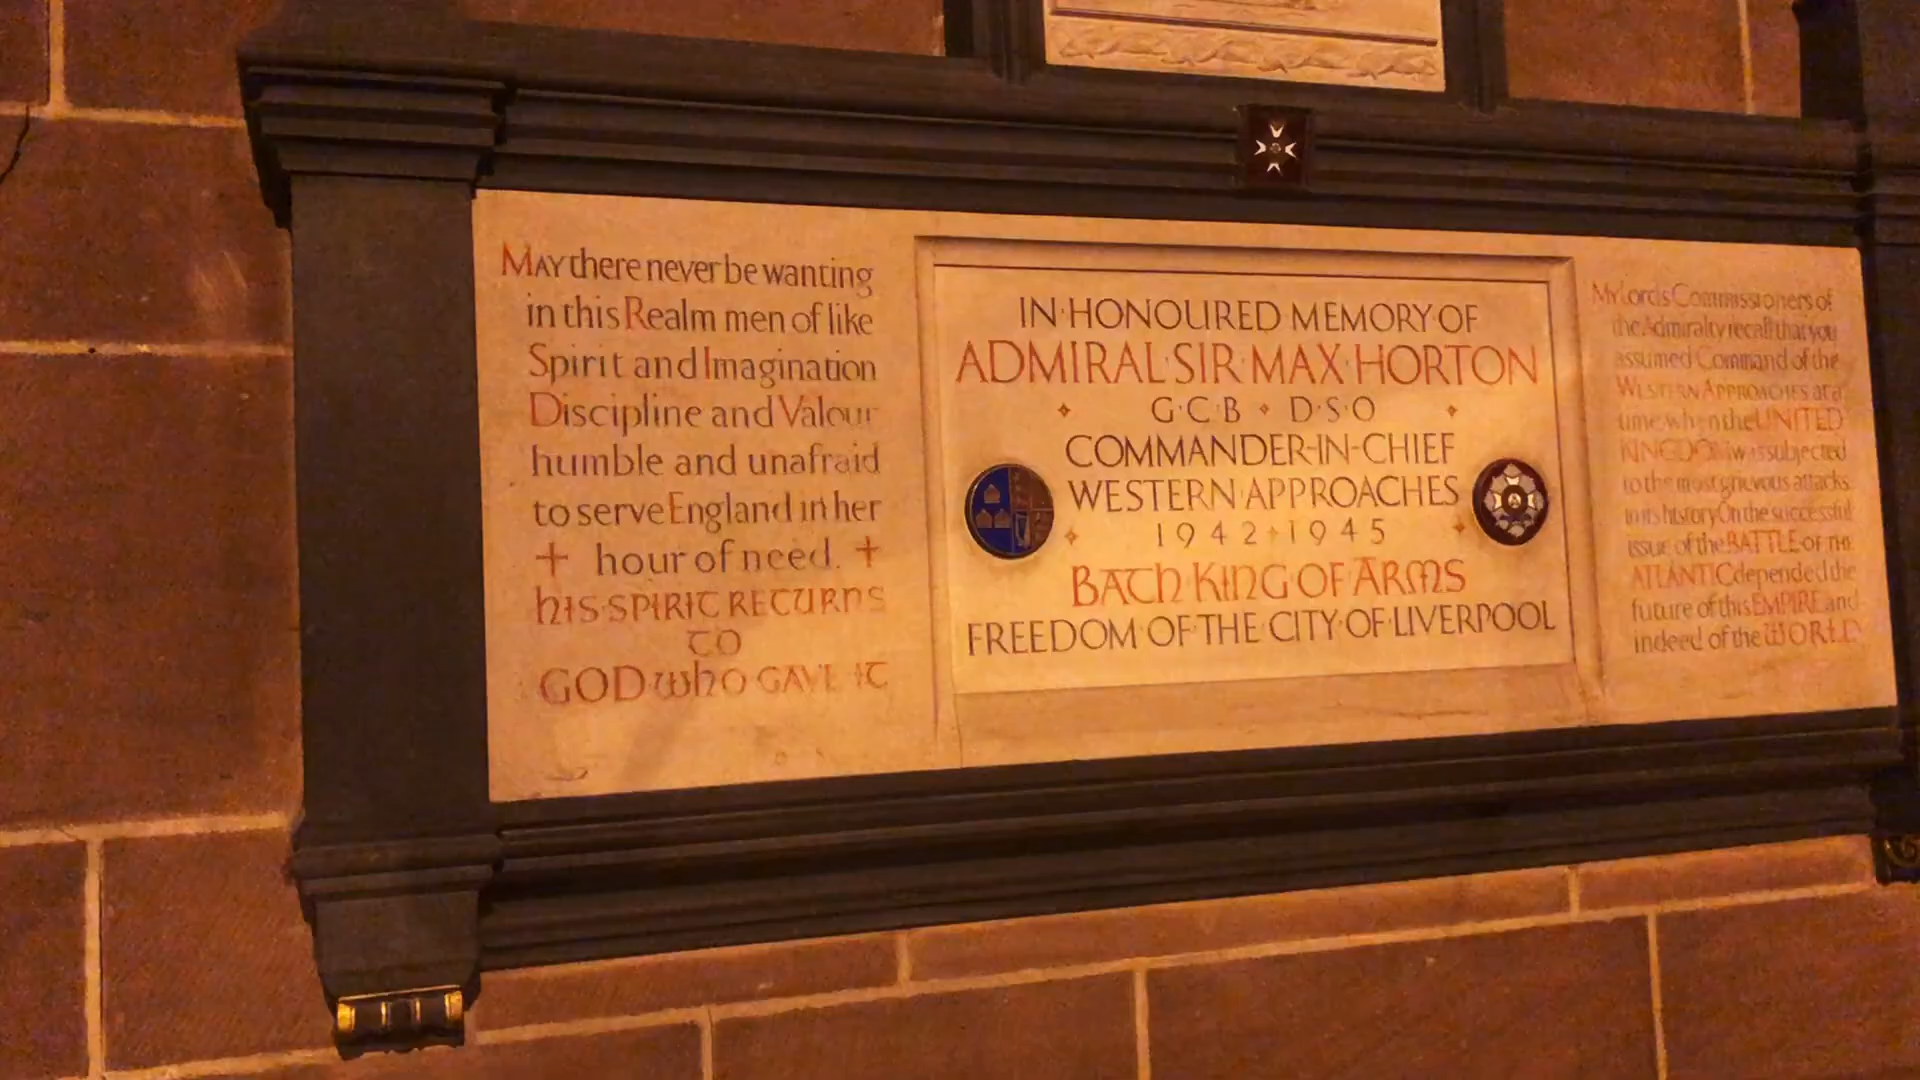 MAY there never be wanting
in this Realm men of like
Spirit and Imagination
Discipline and Valour
humble and unafraid
to serve England in her
+ hour of need. +
HIS·SPIRIT RETURNS
TO
GOD·WHO GAVE IT
IN·HONOURED MEMORY OF
ADMIRAL·SIR·MAX·HORTON
G·C·B · D·S·O
COMMANDER-IN-CHIEF
WESTERN·APPROACHES
1942·1945
BATH·KING·OF·ARMS
FREEDOM·OF·THE·CITY·OF·LIVERPOOL
My Lords Commissioners of
the Admiralty recall that you
assumed Command of the
WESTERN APPROACHES at a
time when the UNITED
KINGDOM was subjected
to the most grievous attacks
in its history On the successful
issue of the BATTLE OF THE
ATLANTIC depended the
future of this EMPIRE and
indeed of the WORLD